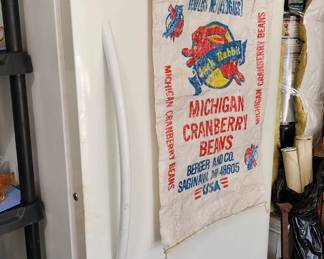 Jack Rabbit
MICHIGAN
CRANBERRY
BEANS
BERGER AND CO.
SAGINAW, MI 48605
USA
MICHIGAN CRANBERRY BEANS
MICHIGAN CRANBERRY BEANS